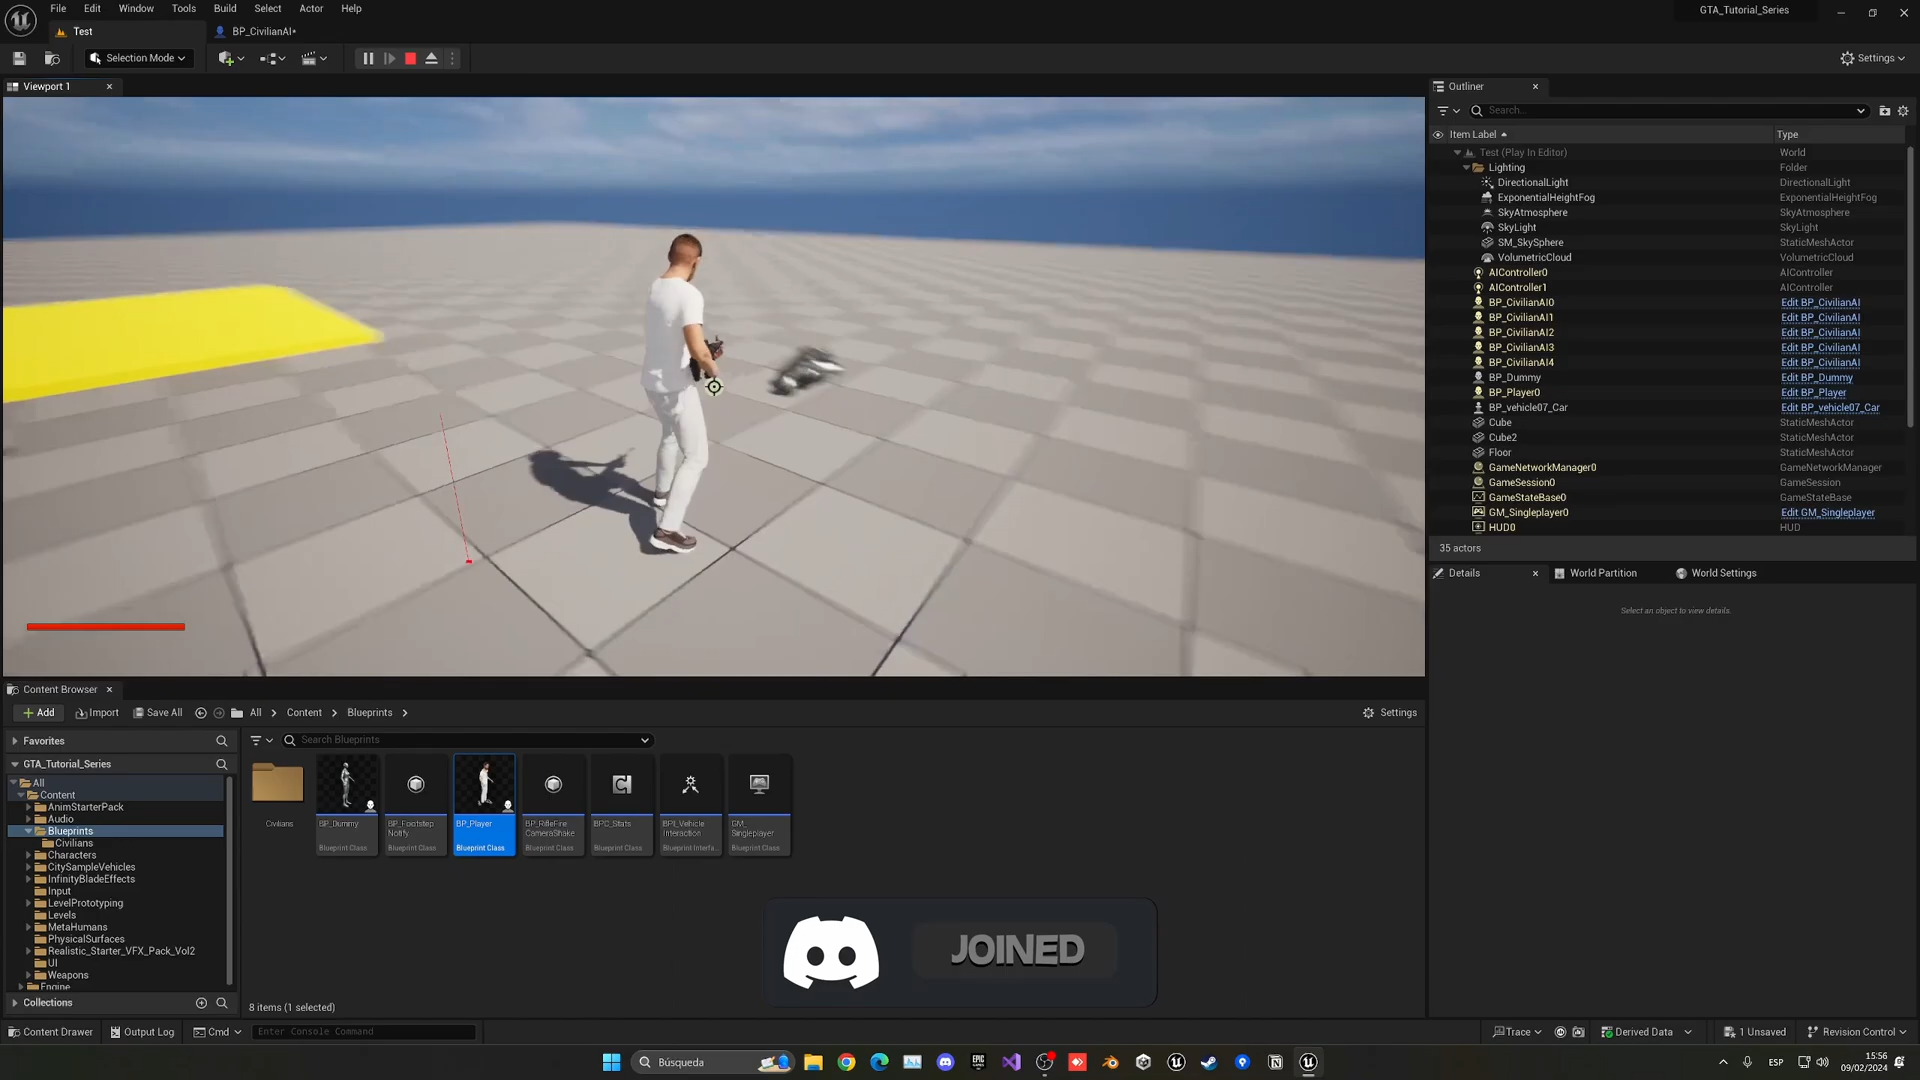 File Edit Window Tools Build Select Actor Help
GTA_Tutorial_Series
Test
BP_CivilianAI*
Selection Mode
Settings
Viewport 1
Outliner
Search...
Item Label Type
Test (Play In Editor) World
Lighting Folder
DirectionalLight DirectionalLight
ExponentialHeightFog ExponentialHeightFog
SkyAtmosphere SkyAtmosphere
SkyLight SkyLight
SM_SkySphere StaticMeshActor
VolumetricCloud VolumetricCloud
AIController0 AIController
AIController1 AIController
BP_CivilianAI0 Edit BP_CivilianAI
BP_CivilianAI1 Edit BP_CivilianAI
BP_CivilianAI2 Edit BP_CivilianAI
BP_CivilianAI3 Edit BP_CivilianAI
BP_CivilianAI4 Edit BP_CivilianAI
BP_Dummy Edit BP_Dummy
BP_Player0 Edit BP_Player
BP_vehicle07_Car Edit BP_vehicle07_Car
Cube StaticMeshActor
Cube2 StaticMeshActor
Floor StaticMeshActor
GameNetworkManager0 GameNetworkManager
GameSession0 GameSession
GameStateBase0 GameStateBase
GM_Singleplayer0 Edit GM_Singleplayer
HUD0 HUD
35 actors
Details
World Partition
World Settings
Select an object to view details.
Content Browser
Add Import Save All All Content Blueprints
Settings
Favorites
Search Blueprints
GTA_Tutorial_Series
All
Content
AnimStarterPack
Audio
Blueprints
Civilians
Characters
CitySampleVehicles
InfinityBladeEffects
Input
LevelPrototyping
Levels
MetaHumans
PhysicalSurfaces
Realistic_Starter_VFX_Pack_Vol2
UI
Weapons
Engine
Collections
Civilians
BP_Dummy
Blueprint Class
BP_Footstep
Notify
Blueprint Class
BP_Player
Blueprint Class
BP_RifleFire
CameraShake
Blueprint Class
BPC_Stats
Blueprint Class
BPI_Vehicle
Interaction
Blueprint Interfa...
GM_
Singleplayer
Blueprint Class
JOINED
8 items (1 selected)
Content Drawer Output Log Cmd Enter Console Command
Trace Derived Data 1 Unsaved Revision Control
Búsqueda
EPIC
GAMES
ESP
15:56
09/02/2024